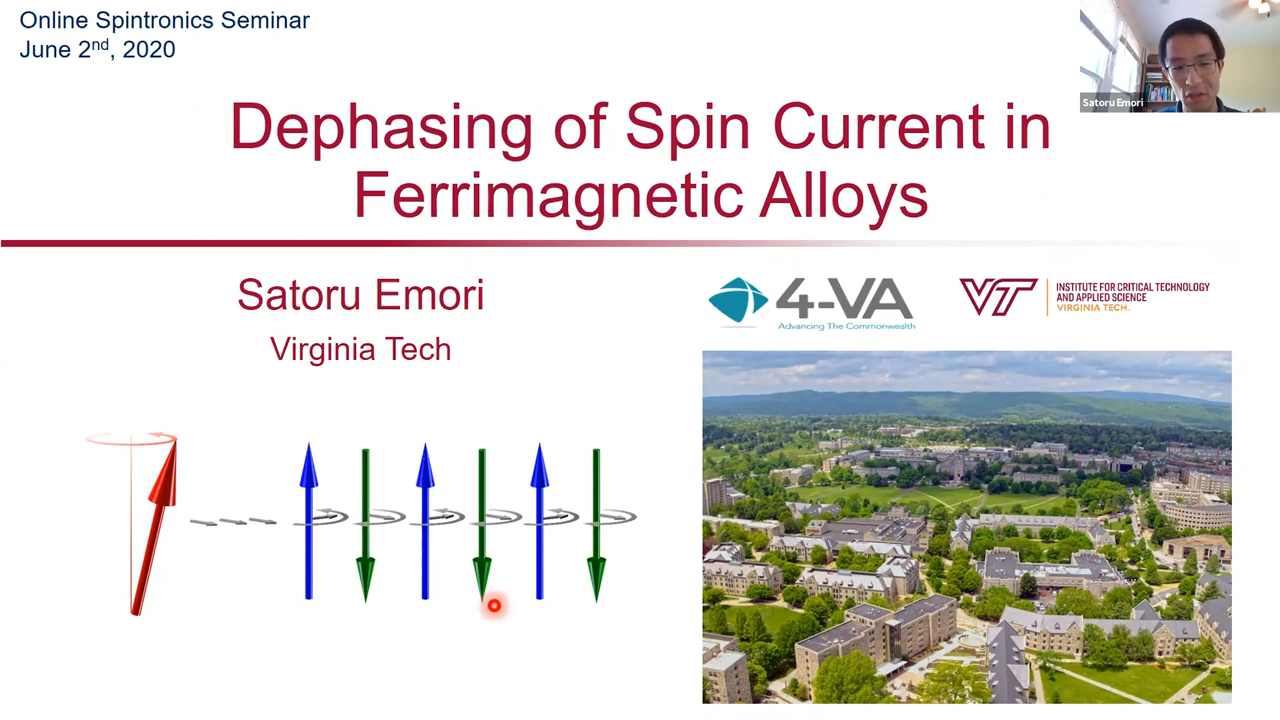 Online Spintronics Seminar
June 2nd, 2020
Satoru Emori
Dephasing of Spin Current in
Ferrimagnetic Alloys
Satoru Emori
Virginia Tech
4-VA
Advancing The Commonwealth
VT
INSTITUTE FOR CRITICAL TECHNOLOGY
AND APPLIED SCIENCE
VIRGINIA TECH.